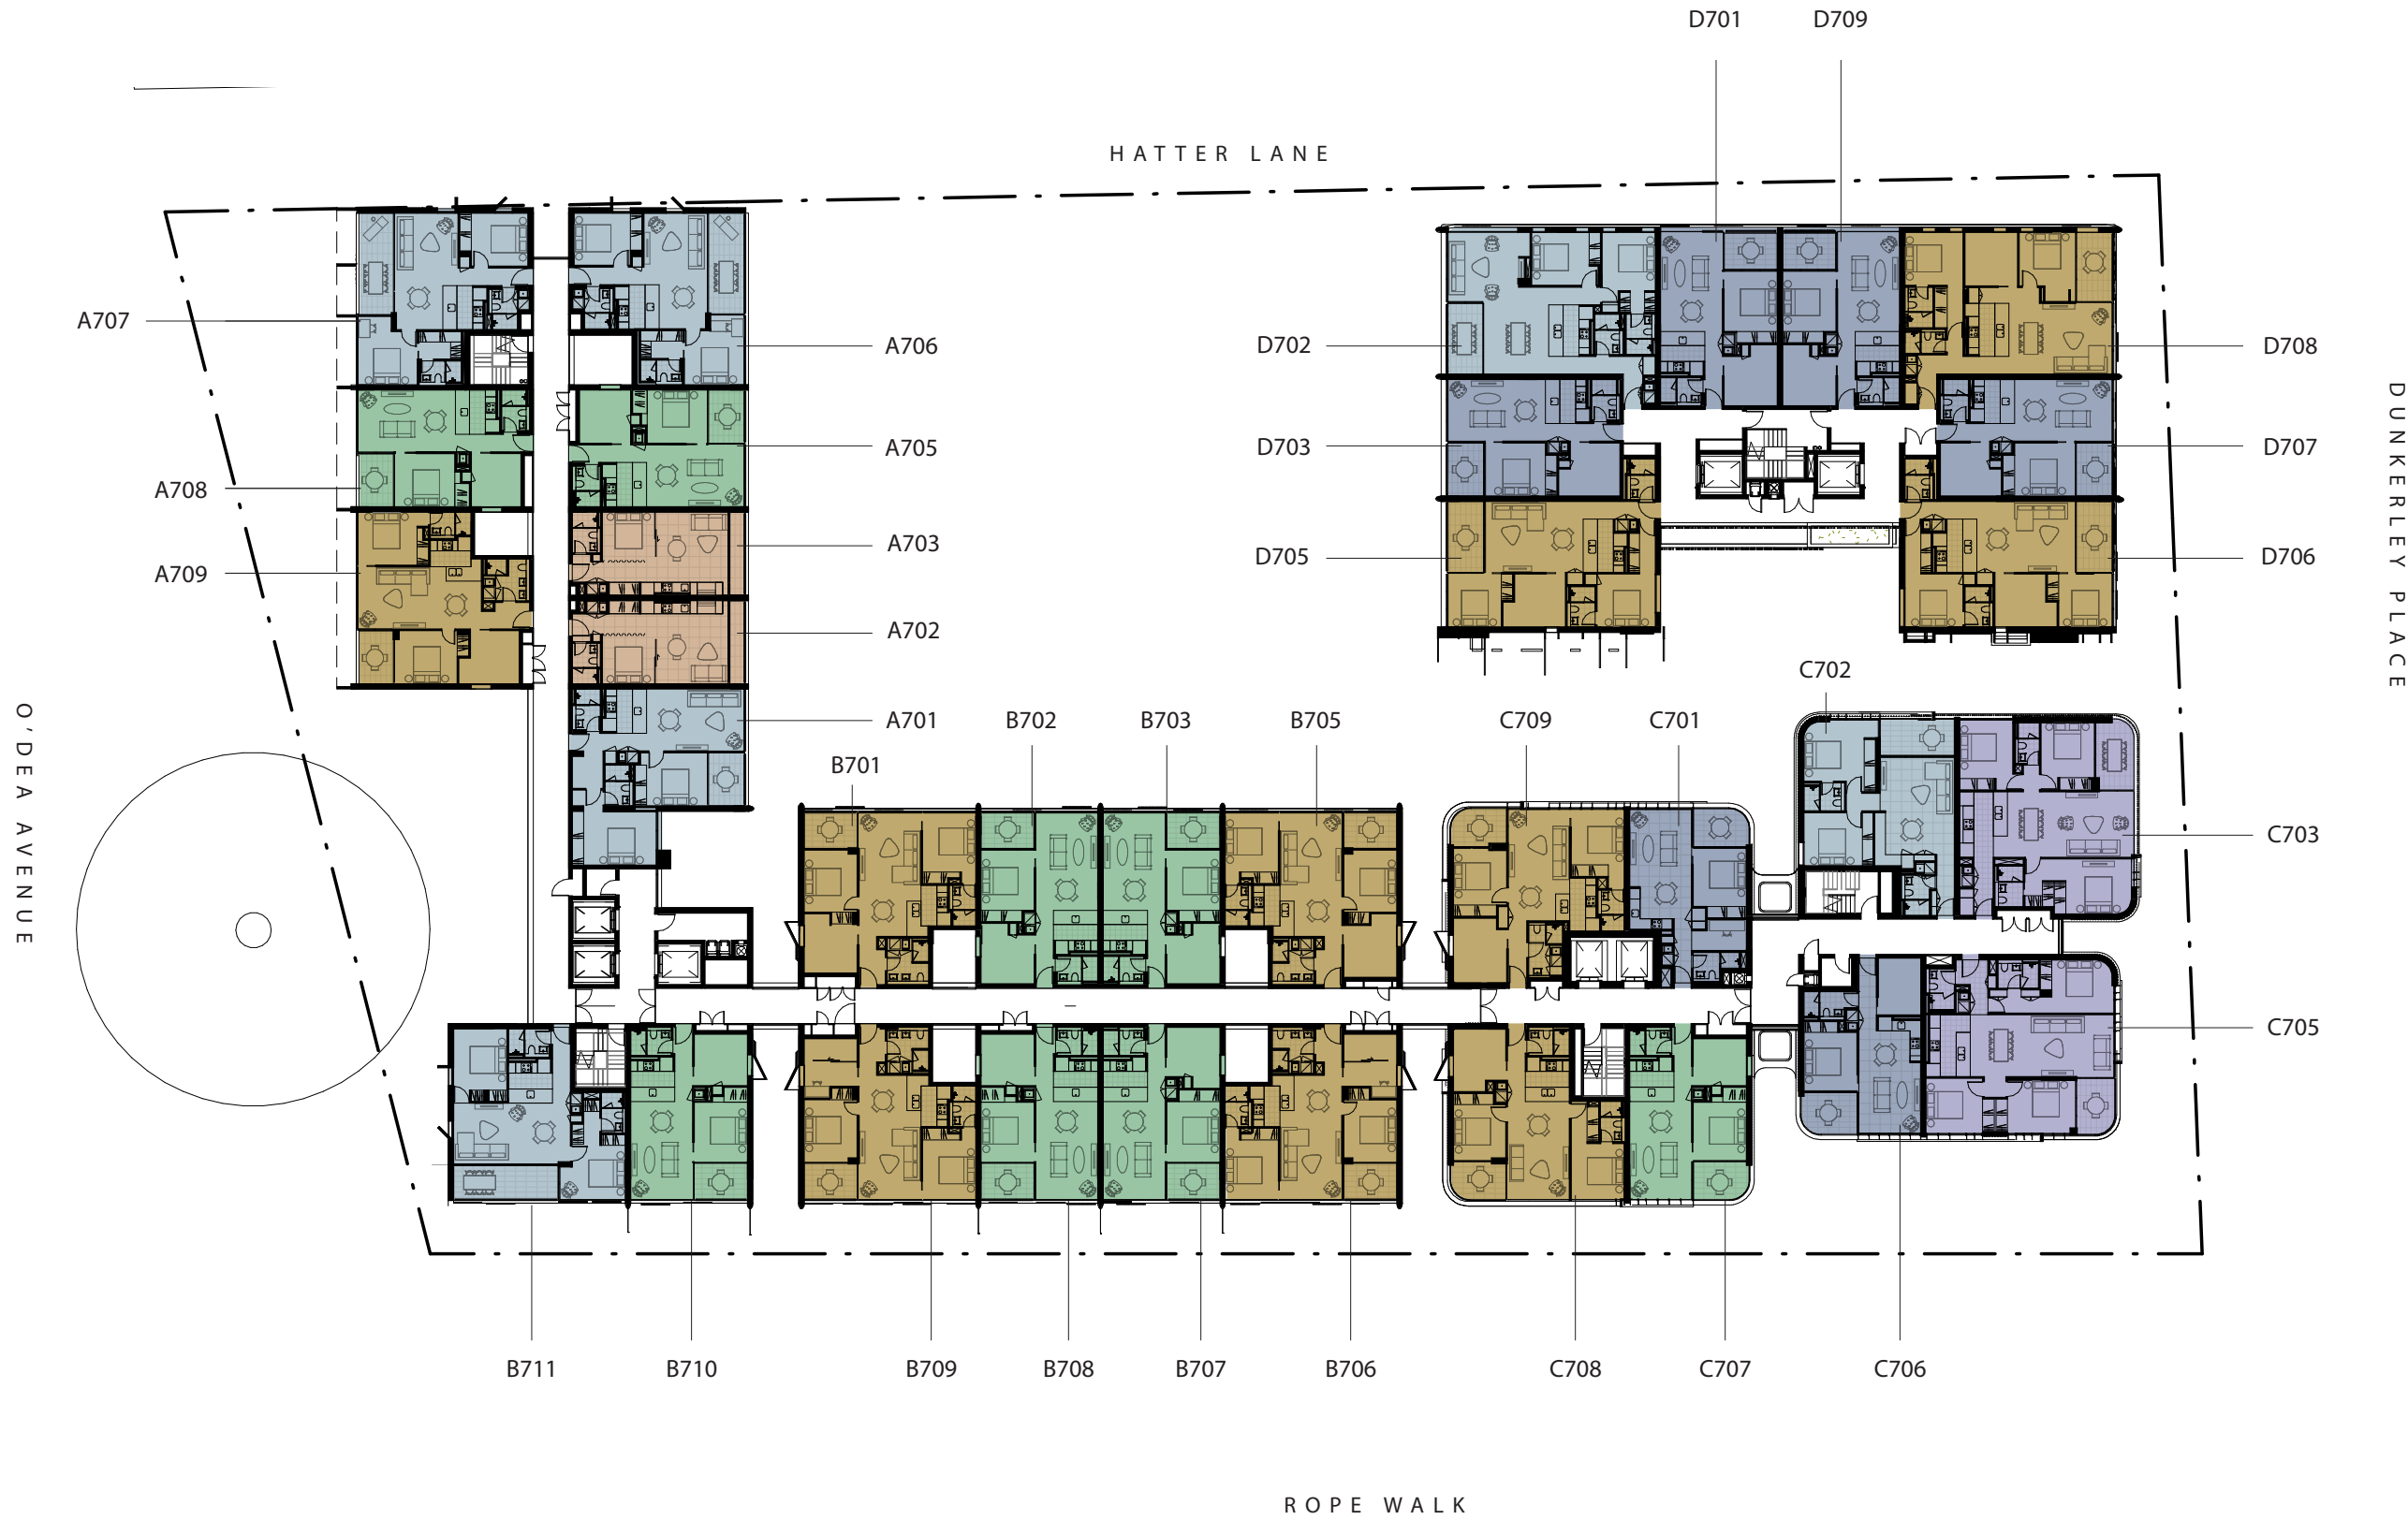 D701 D709
HATTER LANE
A707
A706
D702
D708
DUNKERLEY PLACE
A705
D703
D707
A708
A703
D705
D706
A709
A702
C702
O'DEA AVENUE
A701
B702
B703
B705
C709
C701
B701
C703
C705
B711
B710
B709
B708
B707
B706
C708
C707
C706
ROPE WALK